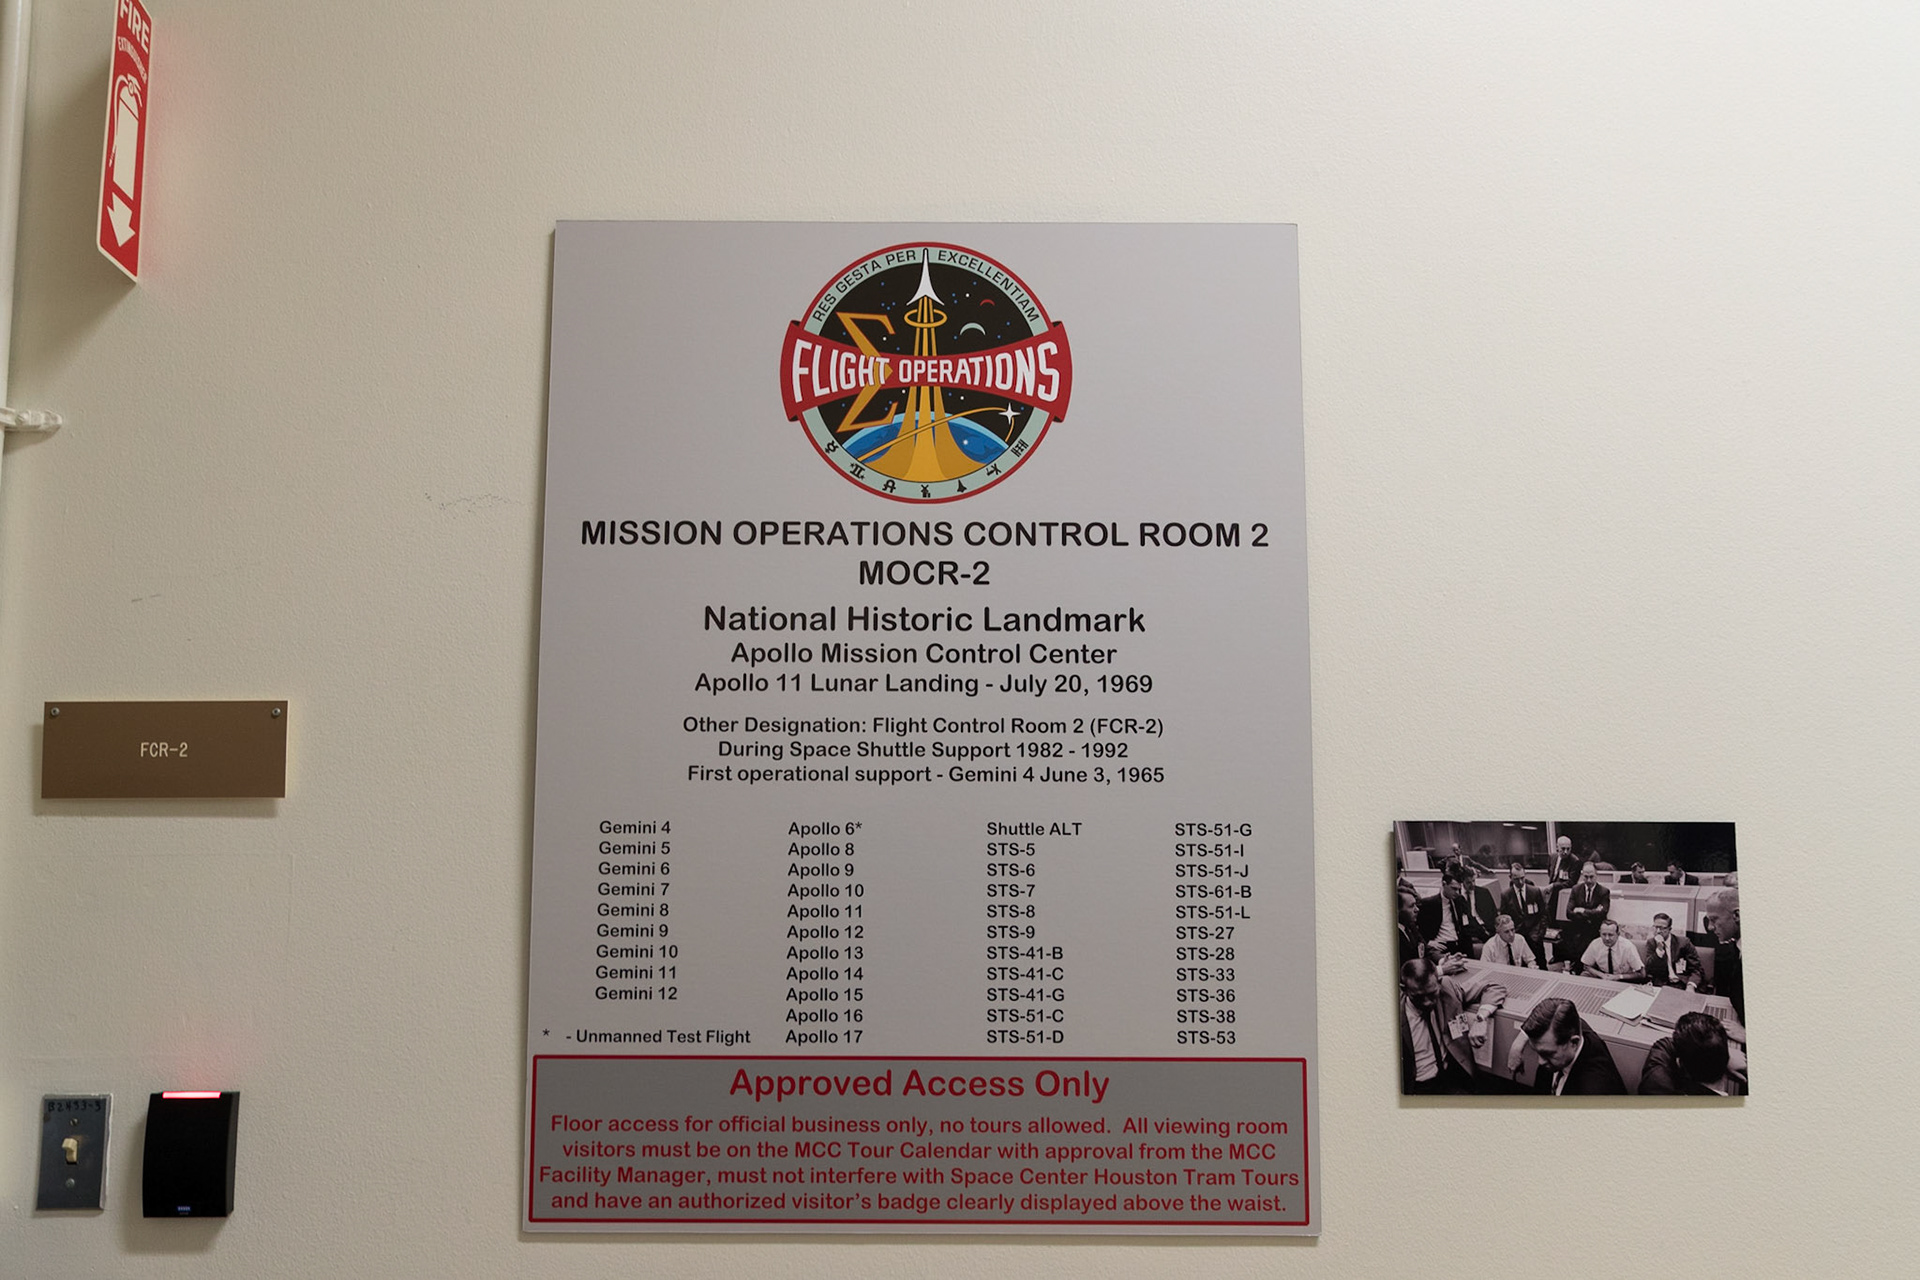 FIRE
EXTINGUISHER
RES GESTA PER EXCELLENTIAM
Σ
FLIGHT OPERATIONS
MISSION OPERATIONS CONTROL ROOM 2
MOCR-2
National Historic Landmark
Apollo Mission Control Center
Apollo 11 Lunar Landing - July 20, 1969
Other Designation: Flight Control Room 2 (FCR-2)
During Space Shuttle Support 1982 - 1992
First operational support - Gemini 4 June 3, 1965
Gemini 4 Apollo 6* Shuttle ALT STS-51-G
Gemini 5 Apollo 8 STS-5 STS-51-I
Gemini 6 Apollo 9 STS-6 STS-51-J
Gemini 7 Apollo 10 STS-7 STS-61-B
Gemini 8 Apollo 11 STS-8 STS-51-L
Gemini 9 Apollo 12 STS-9 STS-27
Gemini 10 Apollo 13 STS-41-B STS-28
Gemini 11 Apollo 14 STS-41-C STS-33
Gemini 12 Apollo 15 STS-41-G STS-36
Apollo 16 STS-51-C STS-38
* - Unmanned Test Flight Apollo 17 STS-51-D STS-53
Approved Access Only
Floor access for official business only, no tours allowed. All viewing room
visitors must be on the MCC Tour Calendar with approval from the MCC
Facility Manager, must not interfere with Space Center Houston Tram Tours
and have an authorized visitor's badge clearly displayed above the waist.
FCR-2